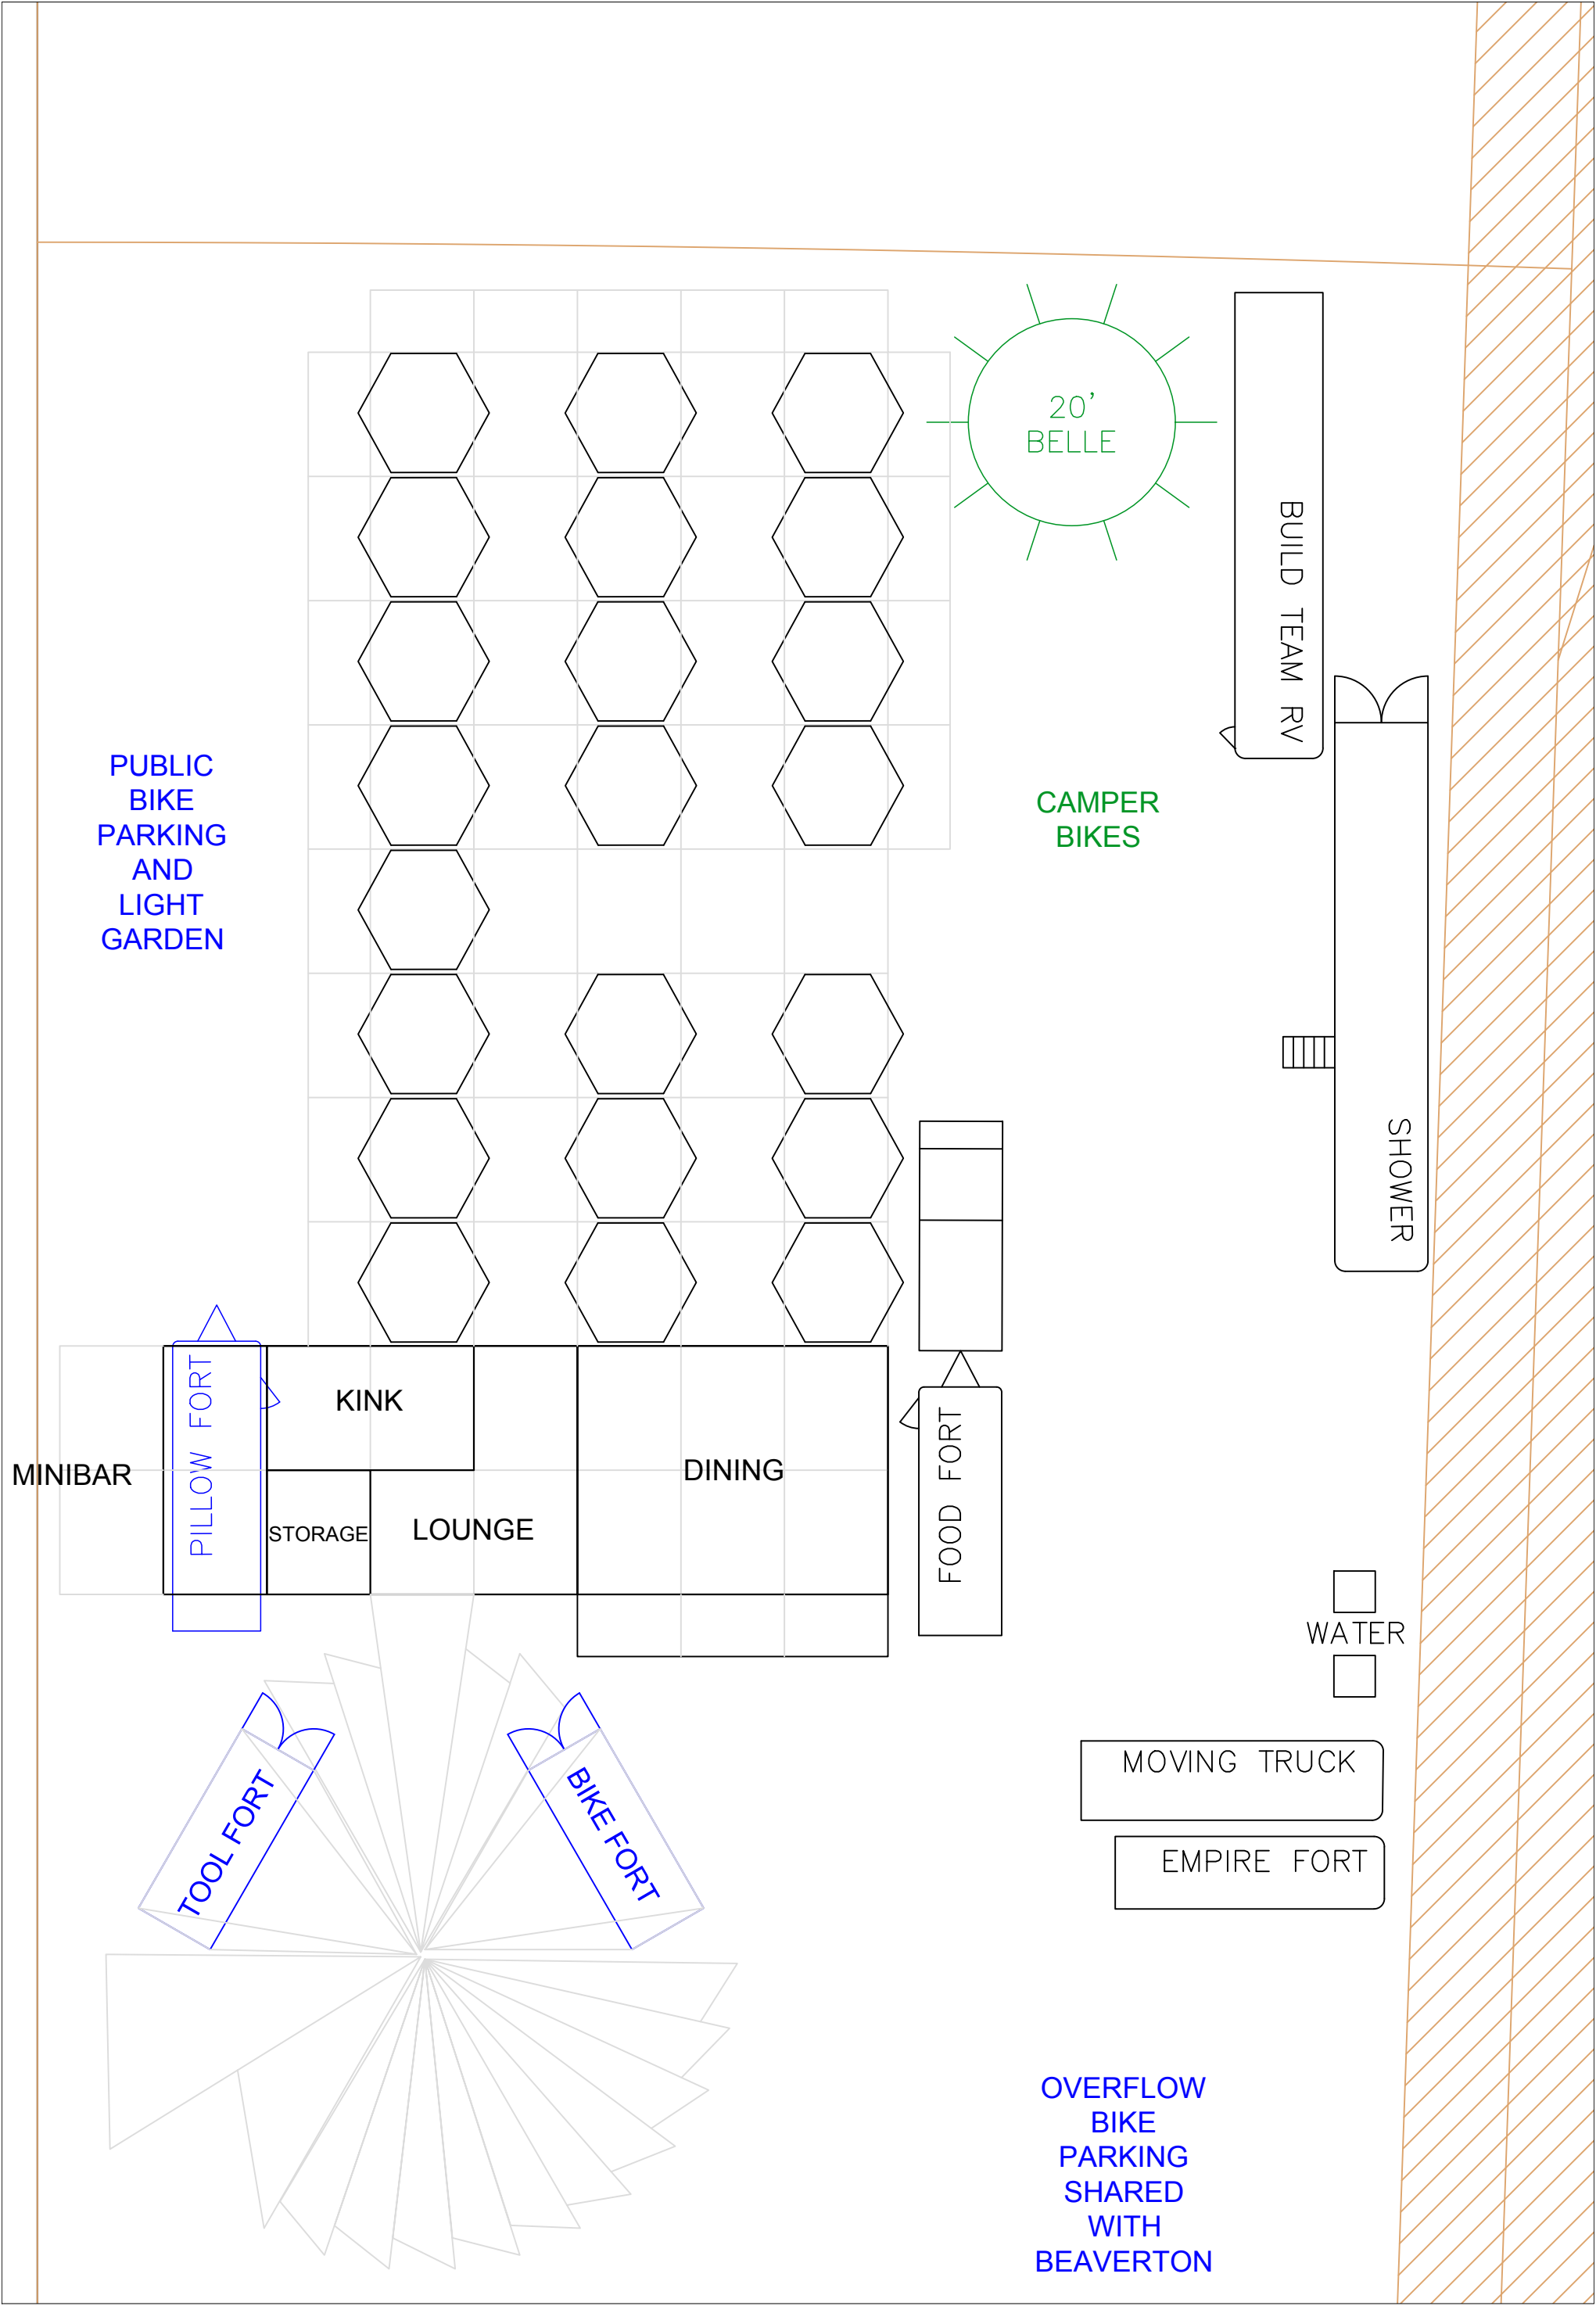 20’
BELLE
BUILD TEAM RV
PUBLIC
BIKE
PARKING
AND
LIGHT
GARDEN
CAMPER
BIKES
SHOWER
PILLOW FORT
KINK
MINIBAR
DINING
STORAGE
LOUNGE
FOOD FORT
WATER
TOOL FORT
BIKE FORT
MOVING TRUCK
EMPIRE FORT
OVERFLOW
BIKE
PARKING
SHARED
WITH
BEAVERTON